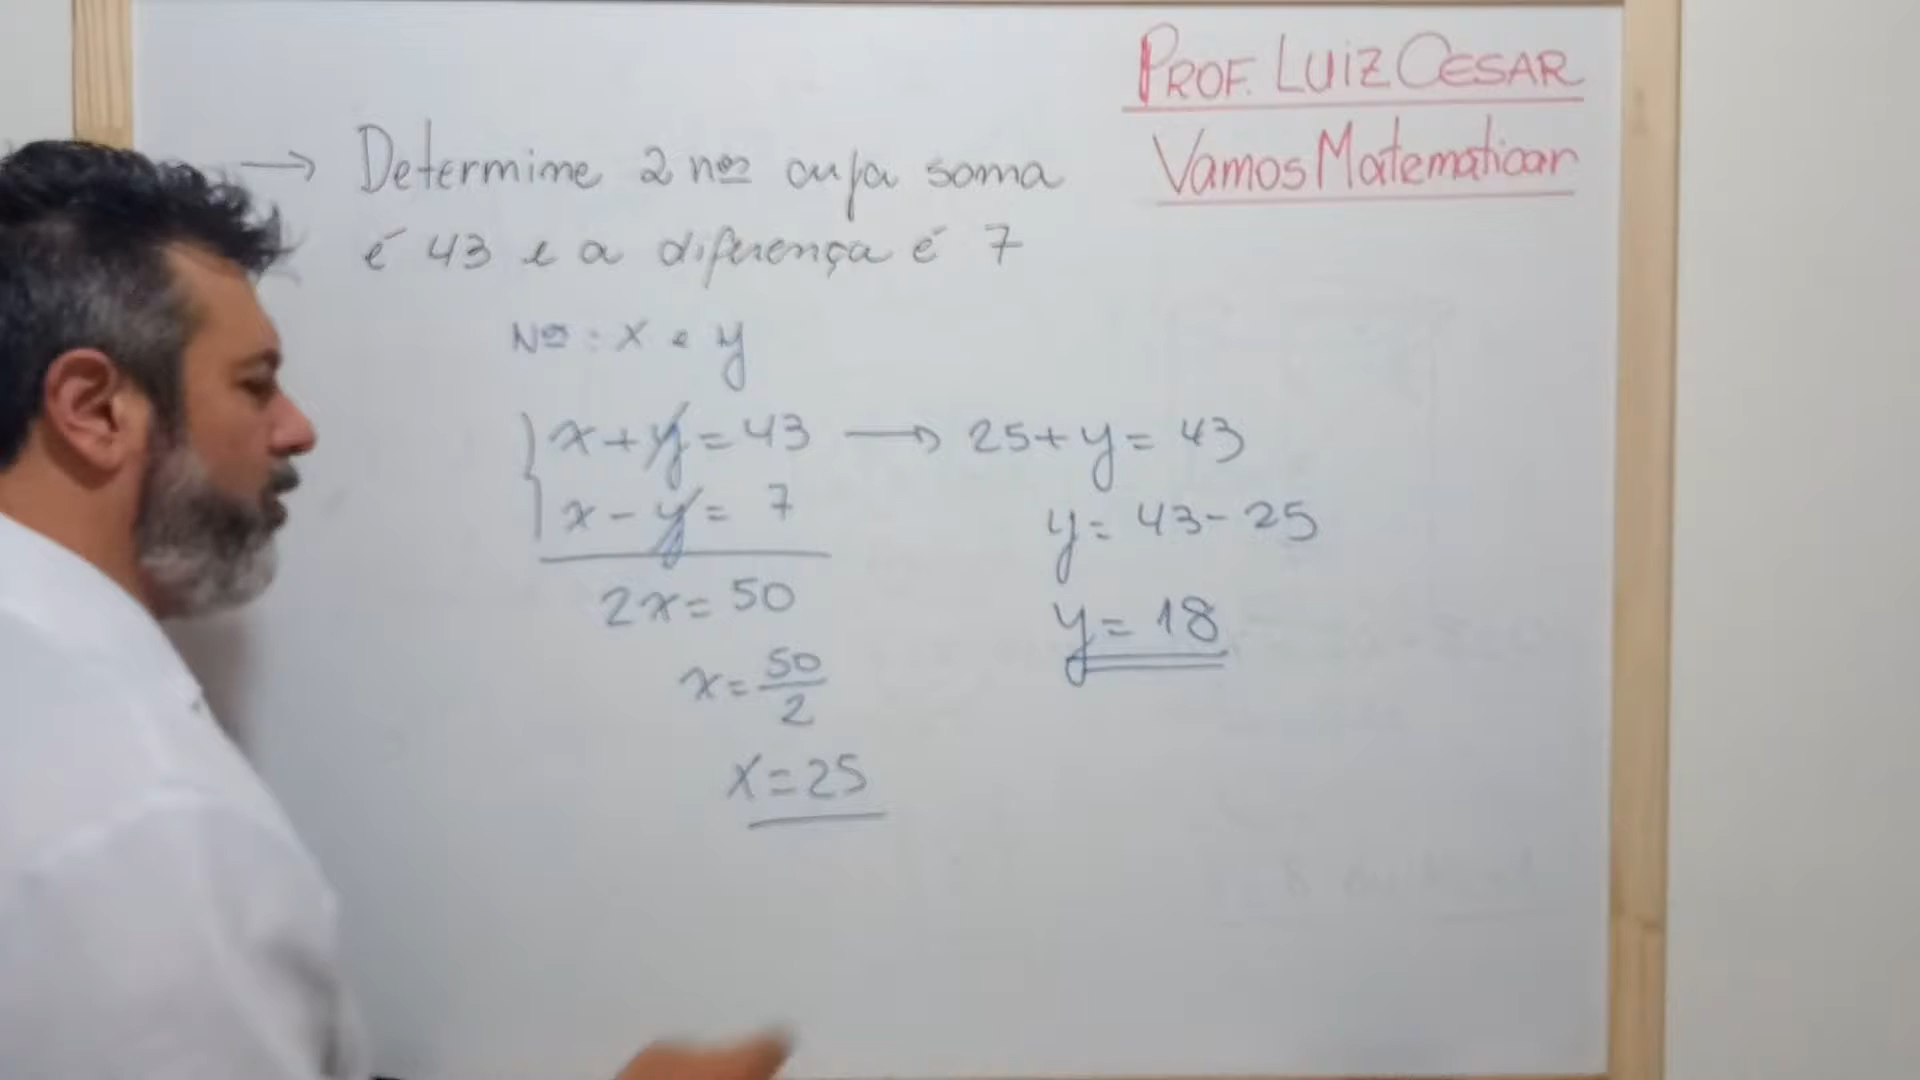 PROF. LUIZ CESAR
Vamos Matematicar
→ Determine 2 nos cuja soma
é 43 e a diferença é 7
Nos: x e y
x + y = 43 → 25 + y = 43
x - y = 7
y = 43 - 25
2x = 50
y = 18
x = 50/2
x = 25